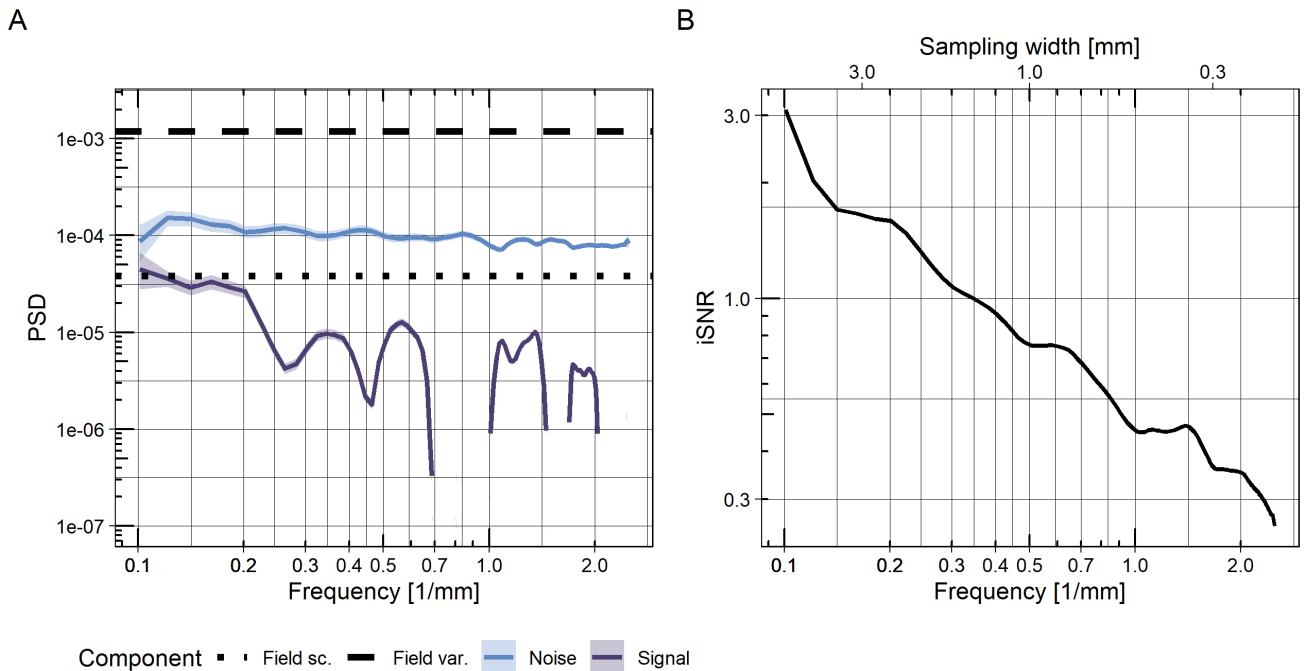 A
B
Sampling width [mm]
3.0 1.0 0.3
1e-03
1e-04
1e-05
1e-06
1e-07
PSD
0.1 0.2 0.3 0.4 0.5 0.7 1.0 2.0
Frequency [1/mm]
3.0
1.0
0.3
iSNR
0.1 0.2 0.3 0.4 0.5 0.7 1.0 2.0
Frequency [1/mm]
Component Field sc. Field var. Noise Signal